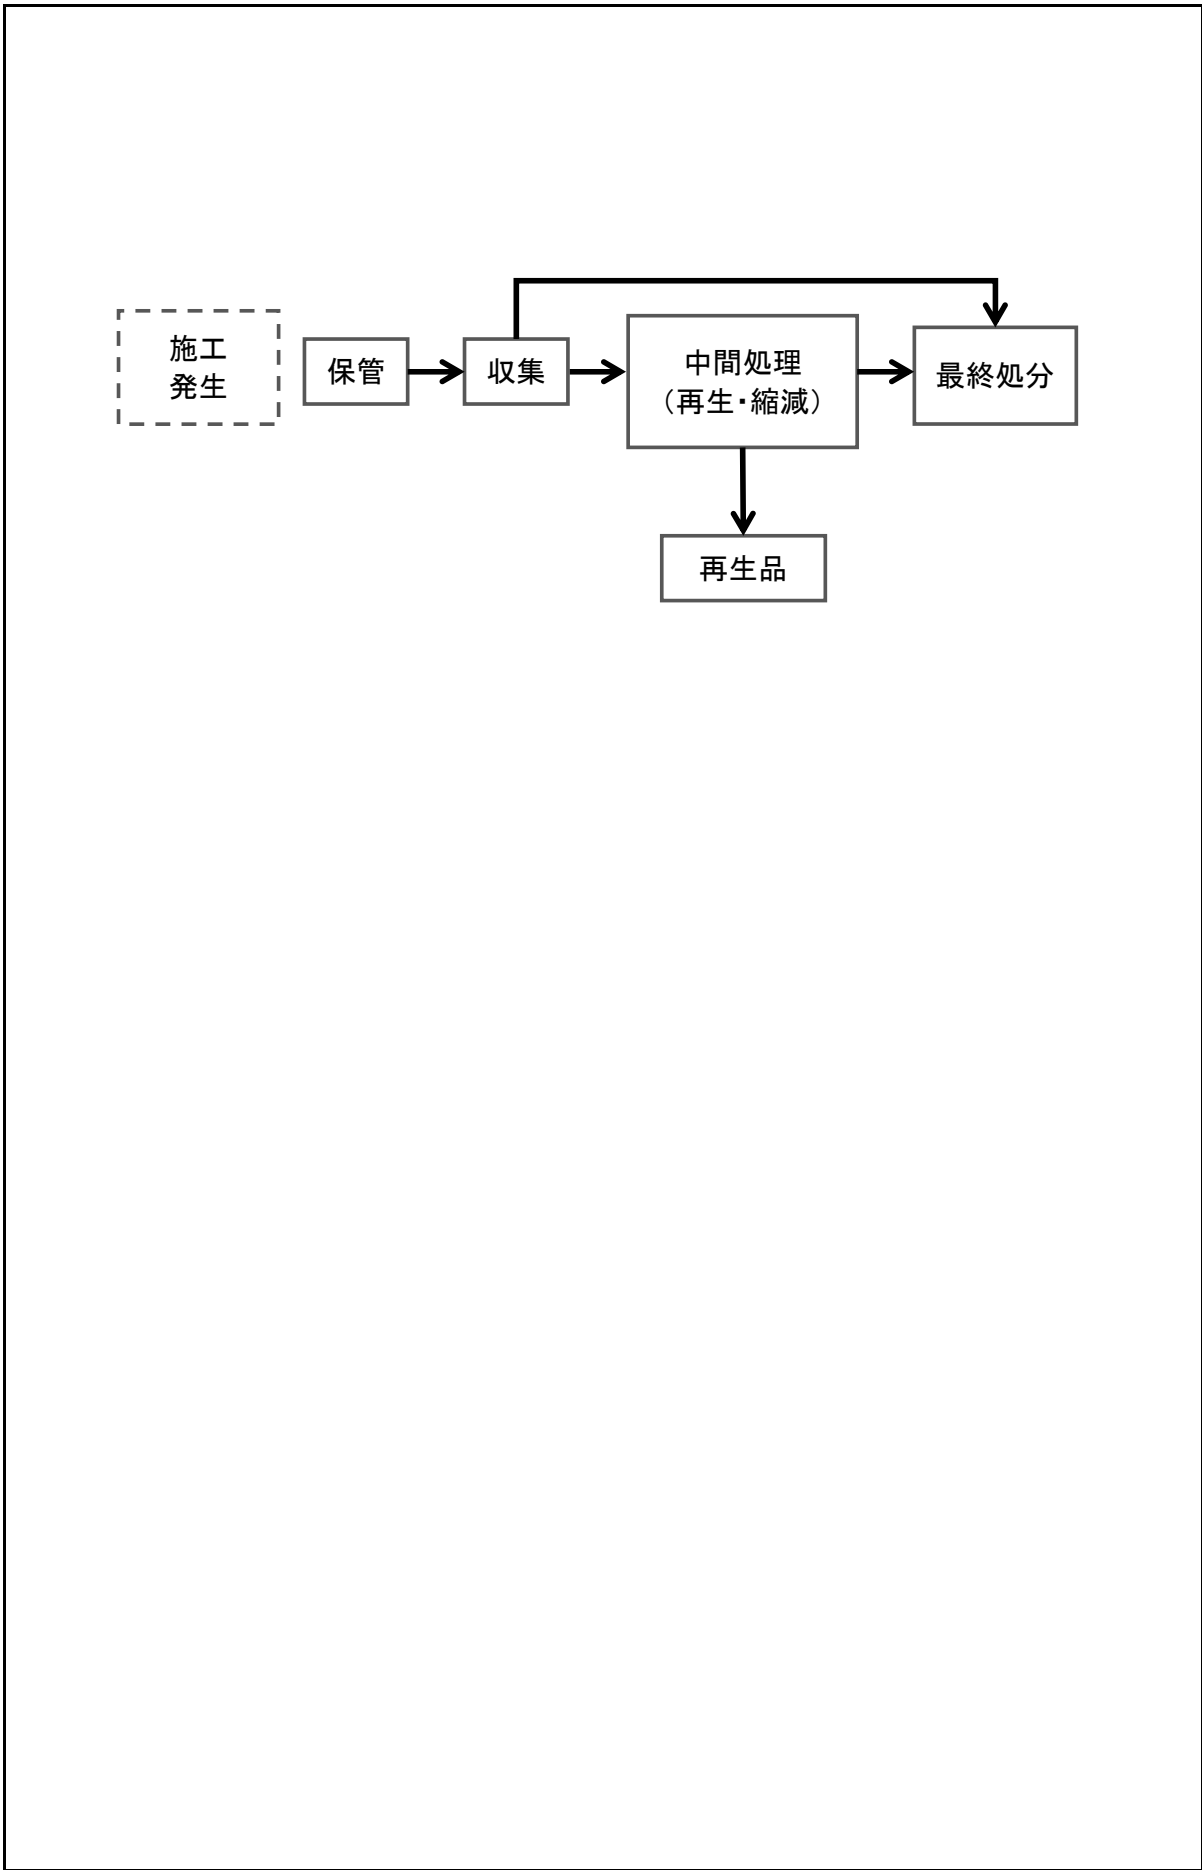 施工
発生
保管
収集
中間処理
（再生・縮減）
最終処分
再生品